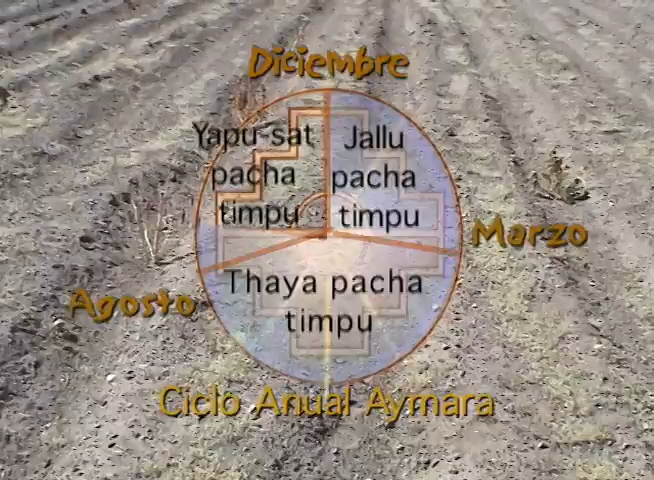 Diciembre
Yapu-sat
pacha
timpu
Jallu
pacha
timpu
Marzo
Agosto
Thaya pacha
timpu
Ciclo Anual Aymara